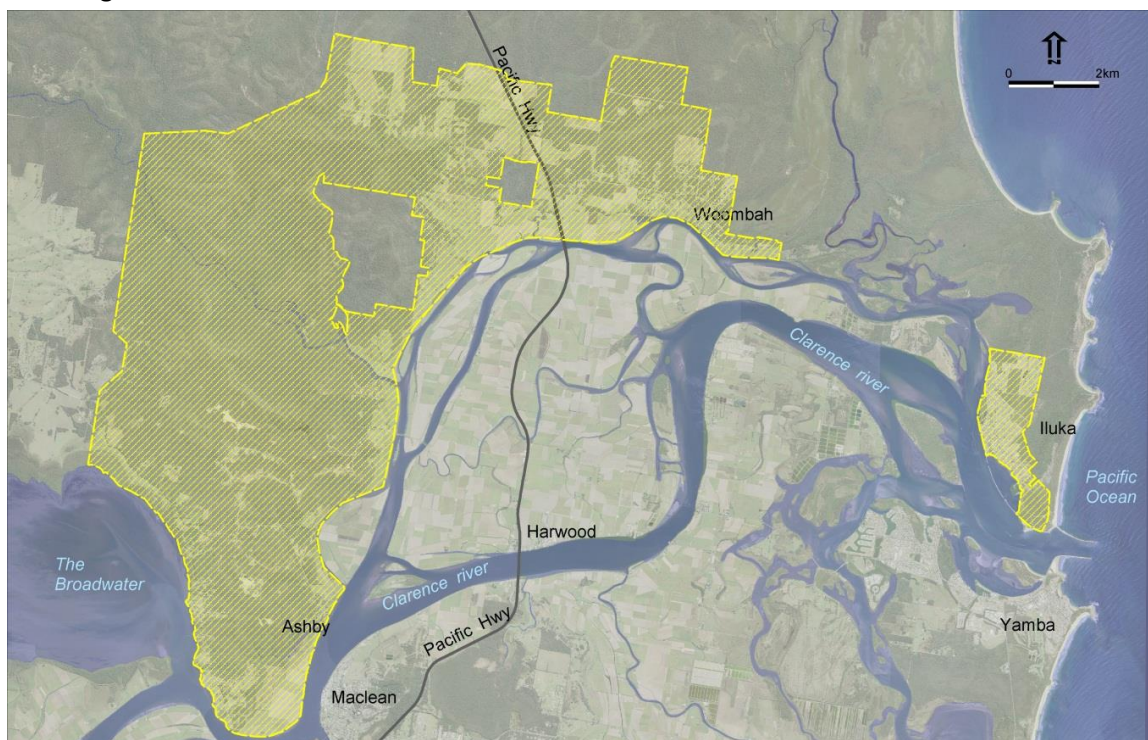 Pacific Hwy
N
0 2km
Woombah
Clarence river
Iluka
Pacific
Ocean
Harwood
The
Broadwater
Clarence river
Ashby
Pacific Hwy
Yamba
Maclean